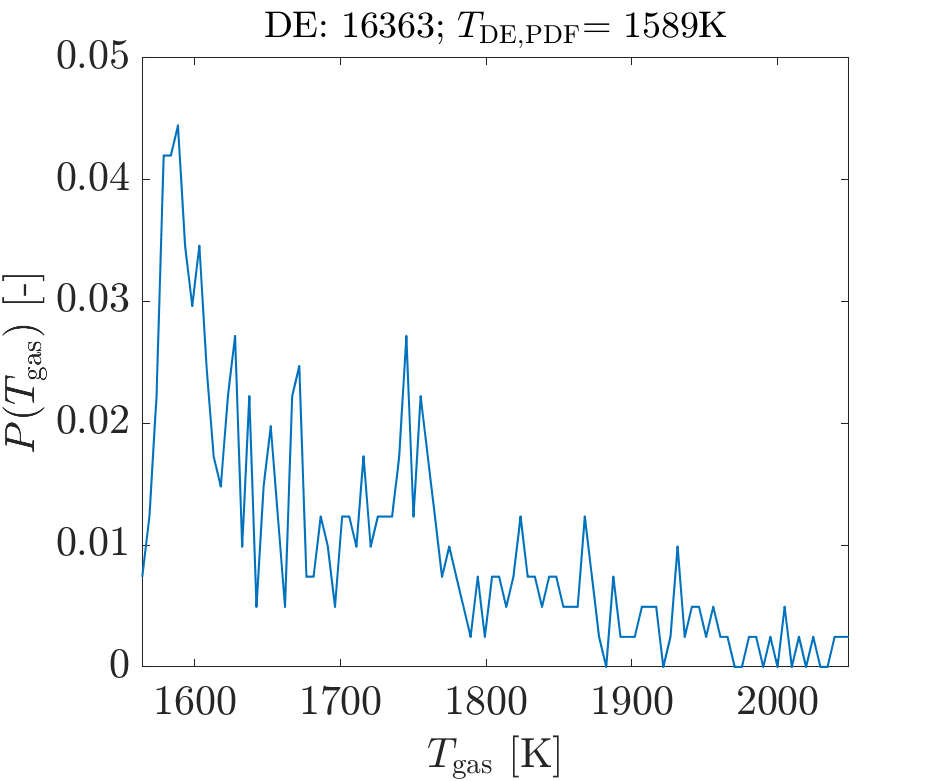 DE: 16363; T_DE,PDF= 1589K
0.05
0.04
0.03
0.02
0.01
0
P(T_gas) [-]
1600 1700 1800 1900 2000
T_gas [K]